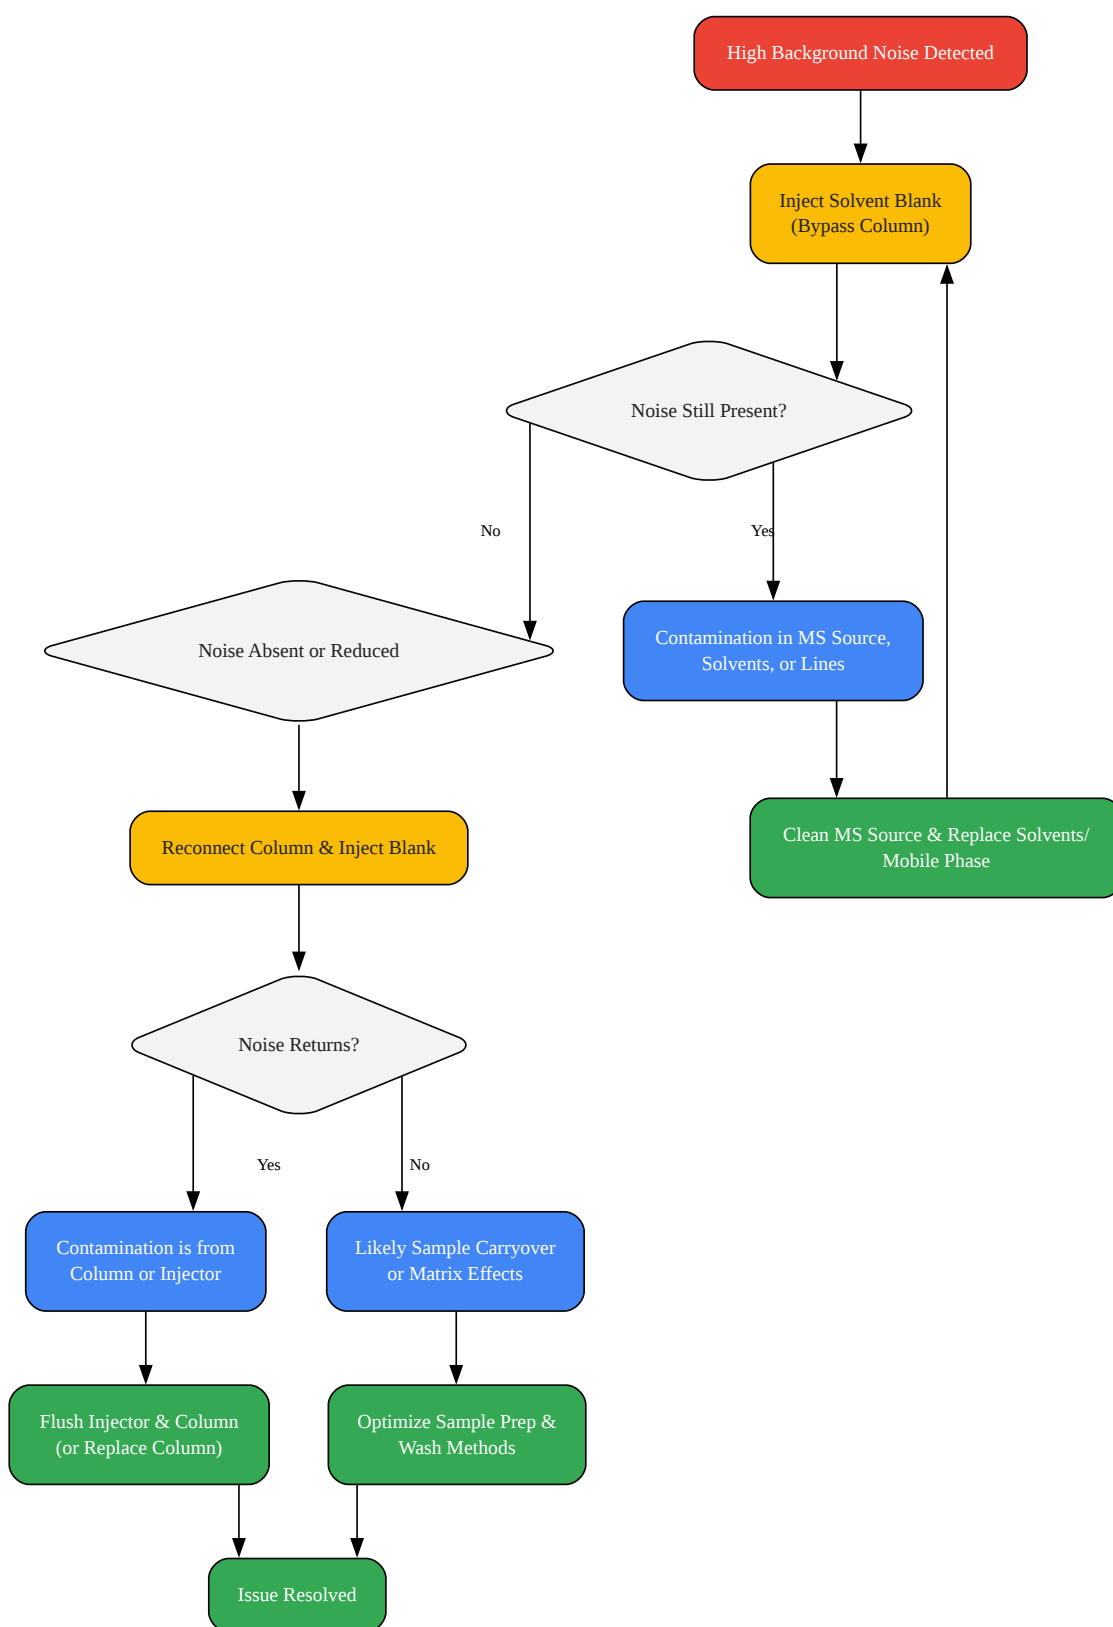 High Background Noise Detected
Inject Solvent Blank
(Bypass Column)
Noise Still Present?
No
Yes
Noise Absent or Reduced
Contamination in MS Source,
Solvents, or Lines
Reconnect Column & Inject Blank
Clean MS Source & Replace Solvents/
Mobile Phase
Noise Returns?
Yes
No
Contamination is from
Column or Injector
Likely Sample Carryover
or Matrix Effects
Flush Injector & Column
(or Replace Column)
Optimize Sample Prep &
Wash Methods
Issue Resolved